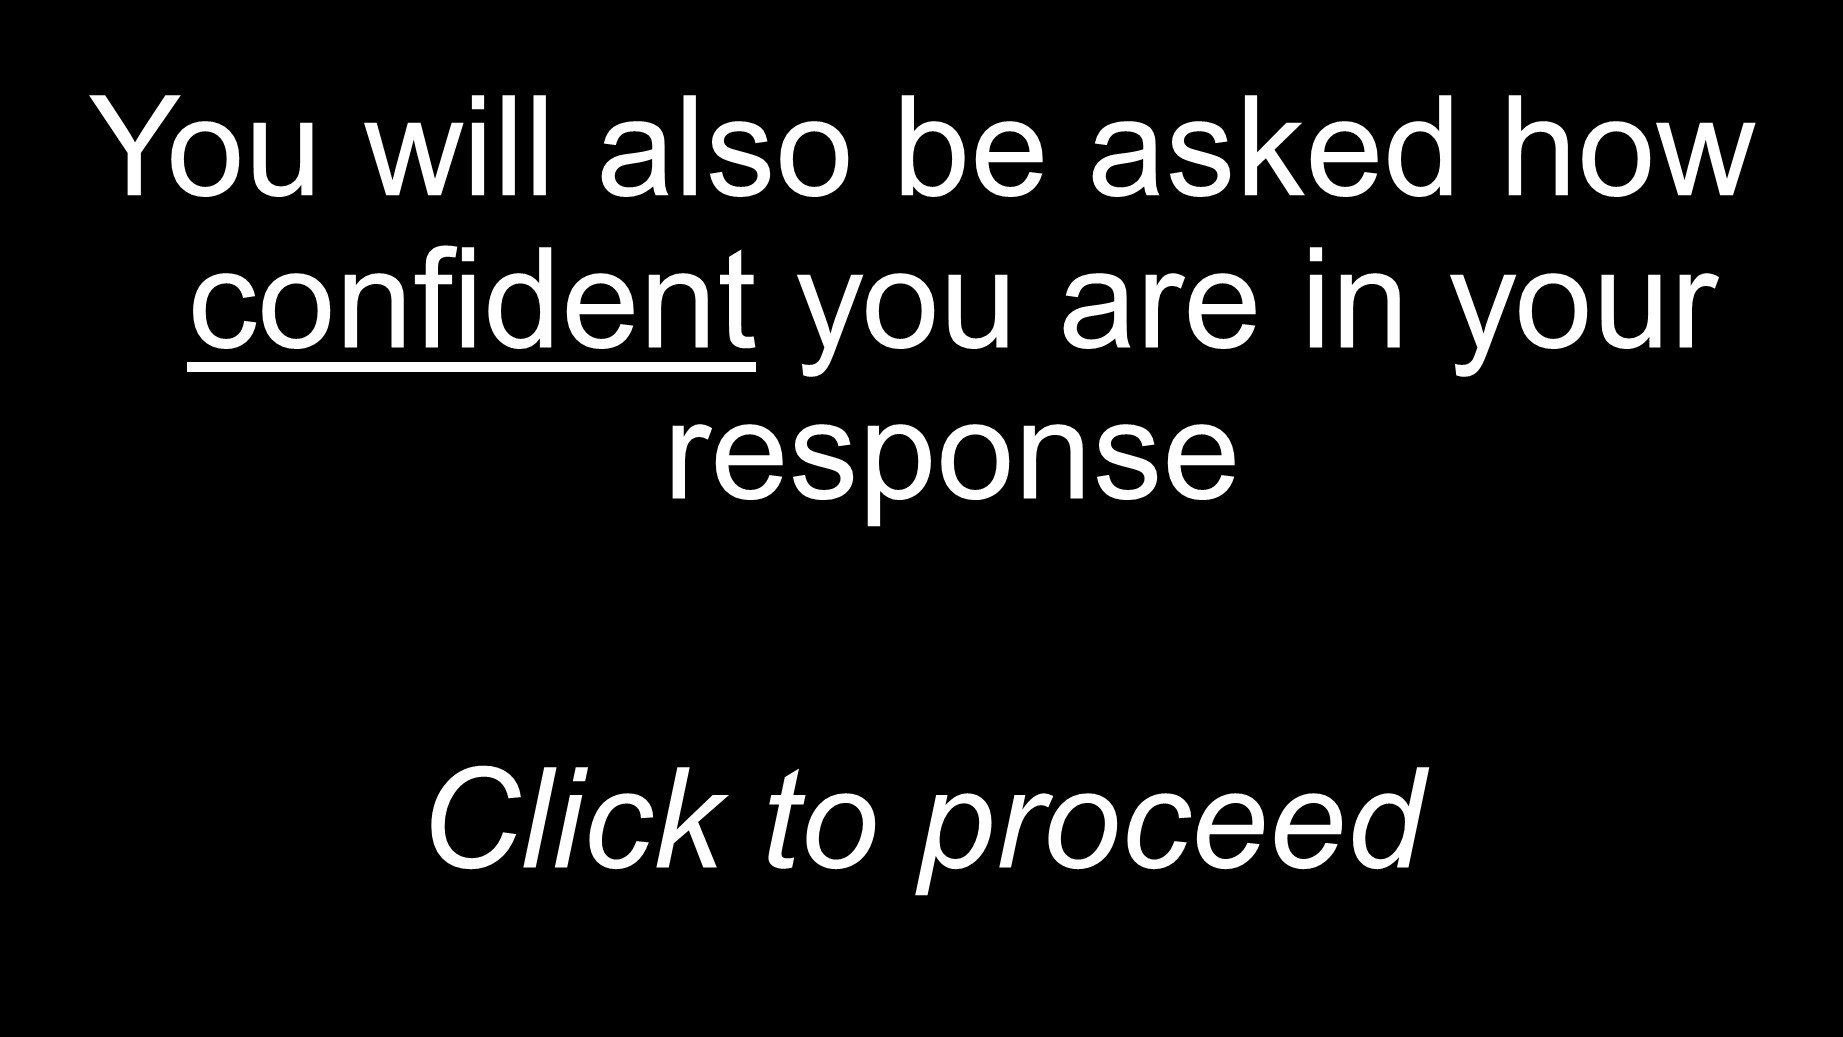 You will also be asked how
confident you are in your
response
Click to proceed